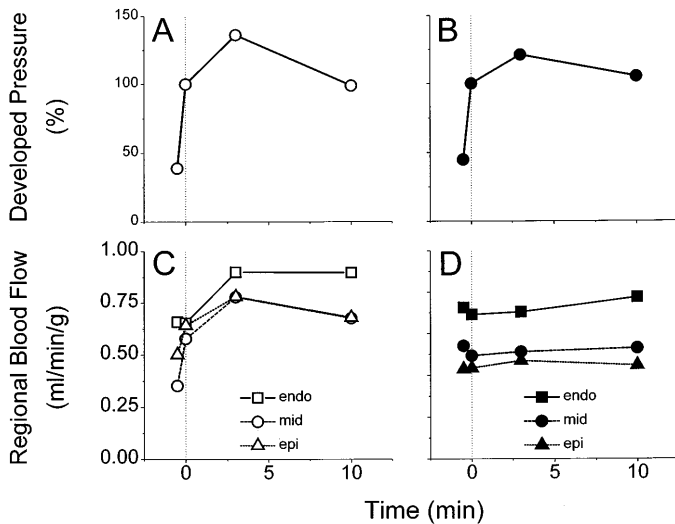 A
B
Developed Pressure
(%)
150
100
50
0
C
D
Regional Blood Flow
(ml/min/g)
1.00
0.75
0.50
0.25
0.00
endo
mid
epi
endo
mid
epi
0 5 10
0 5 10
Time (min)